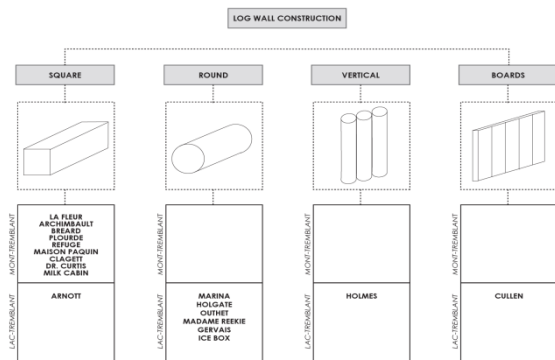 LOG WALL CONSTRUCTION
SQUARE
ROUND
VERTICAL
BOARDS
MONT-TREMBLANT
LA FLEUR
ARCHIMBAULT
BREARD
PLOURDE
REFUGE
MAISON PAQUIN
CLAGETT
DR. CURTIS
MILK CABIN
MONT-TREMBLANT
MONT-TREMBLANT
MONT-TREMBLANT
LAC-TREMBLANT
ARNOTT
LAC-TREMBLANT
MARINA
HOLGATE
OUTHET
MADAME REEKIE
GERVAIS
ICE BOX
LAC-TREMBLANT
HOLMES
LAC-TREMBLANT
CULLEN